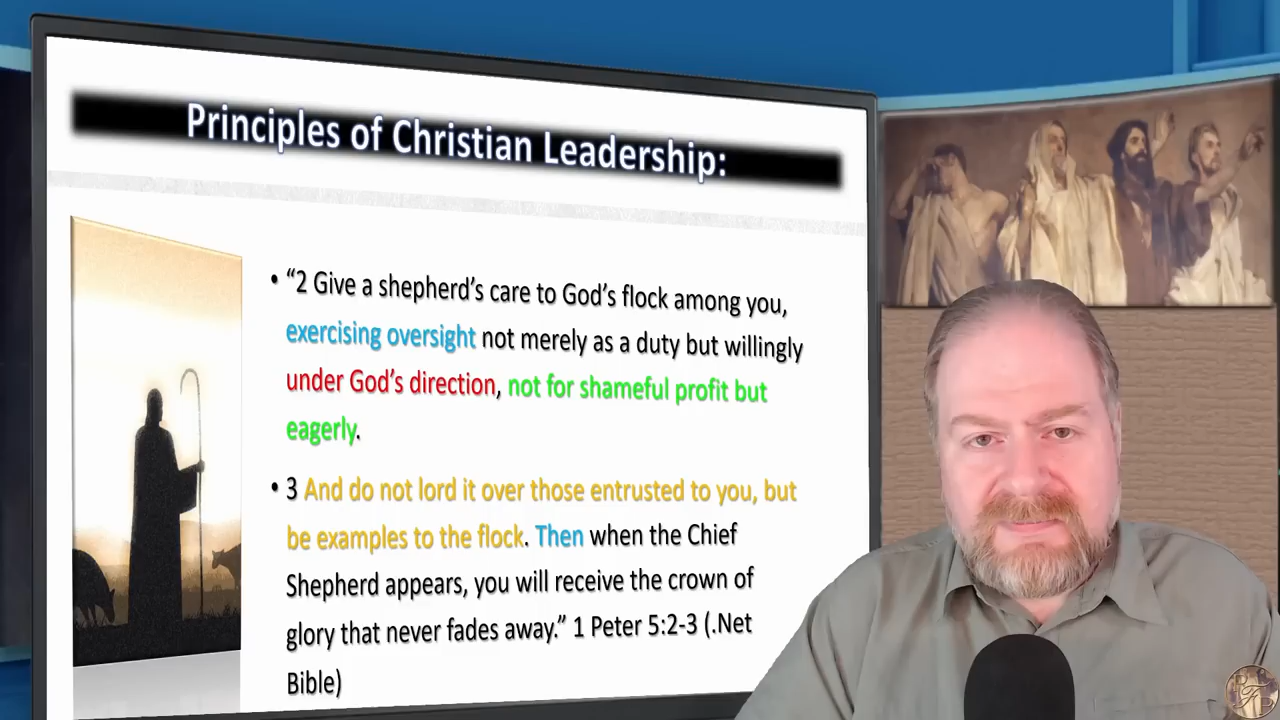 Principles of Christian Leadership:
• “2 Give a shepherd’s care to God’s flock among you,
exercising oversight not merely as a duty but willingly
under God’s direction, not for shameful profit but
eagerly.
• 3 And do not lord it over those entrusted to you, but
be examples to the flock. Then when the Chief
Shepherd appears, you will receive the crown of
glory that never fades away.” 1 Peter 5:2-3 (.Net
Bible)